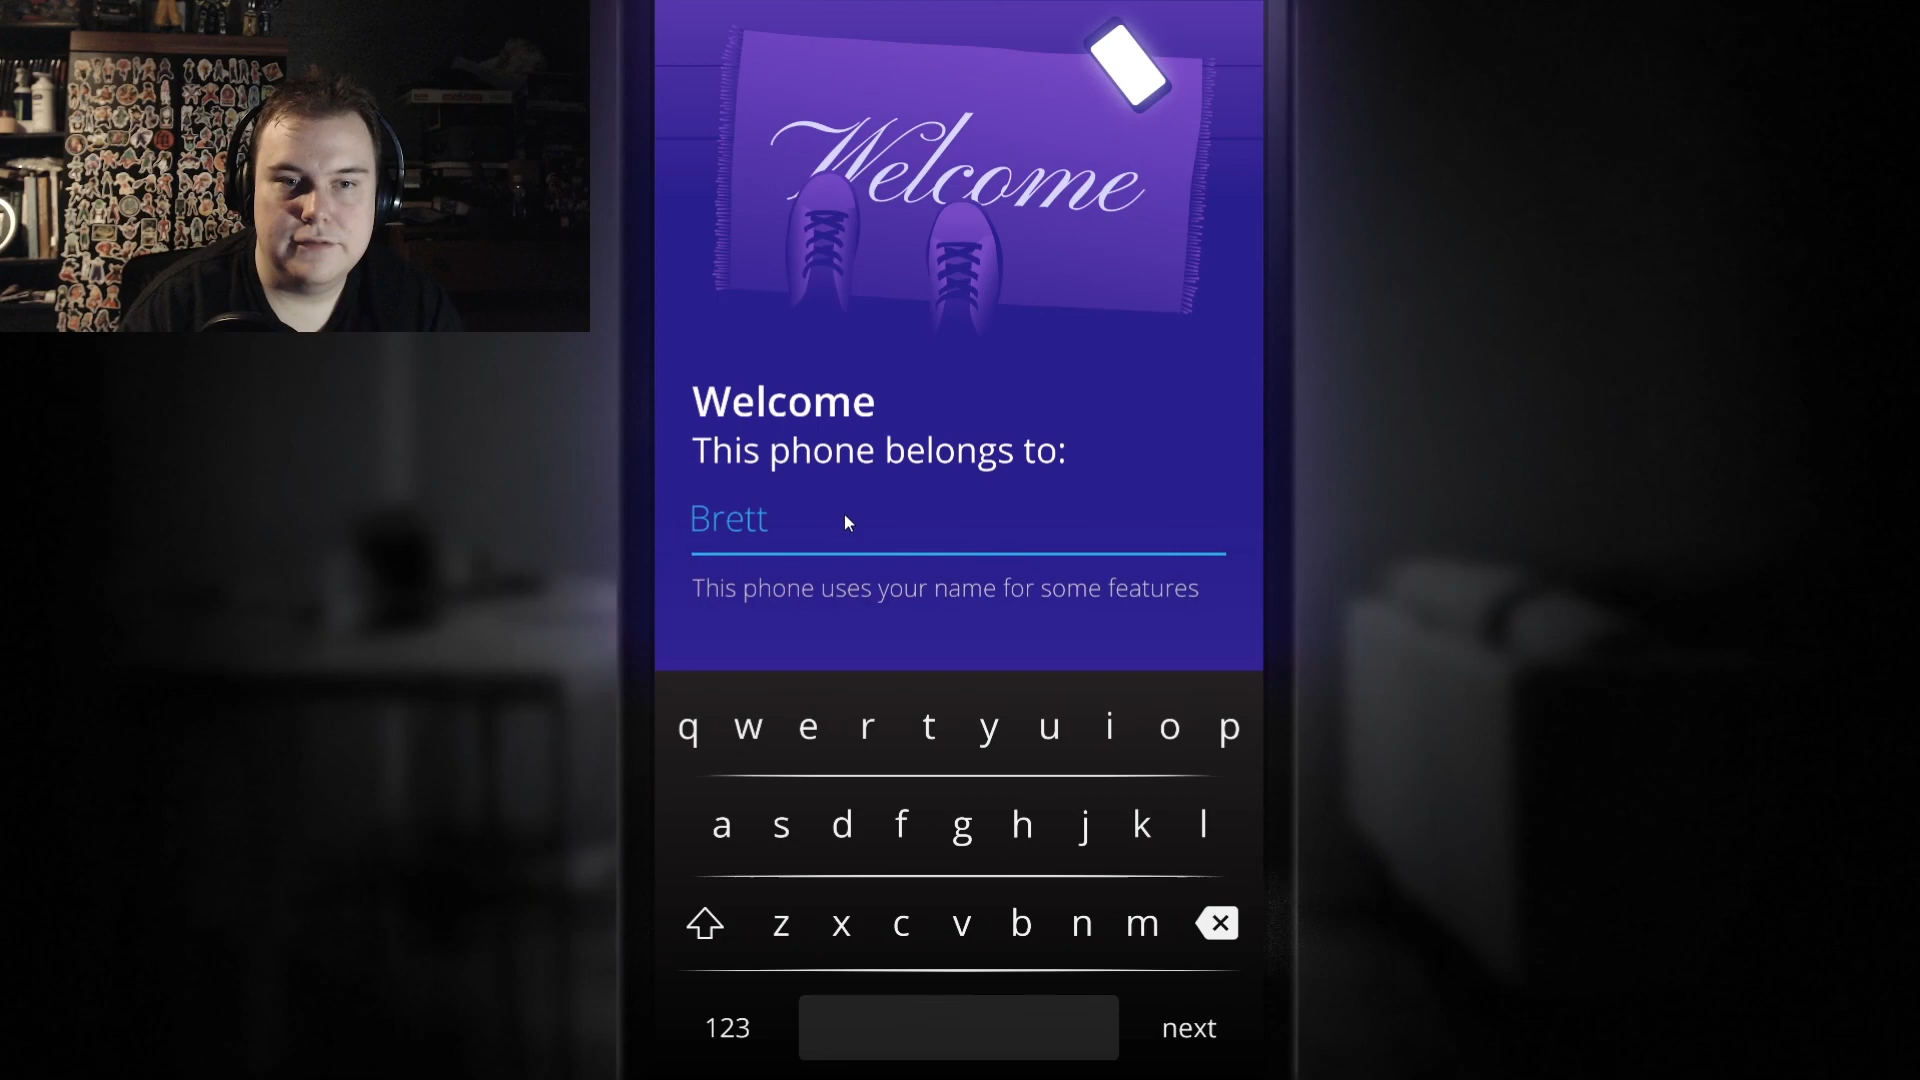 Welcome
Welcome
This phone belongs to:
Brett
This phone uses your name for some features
q w e r t y u i o p
a s d f g h j k l
z x c v b n m
123 next